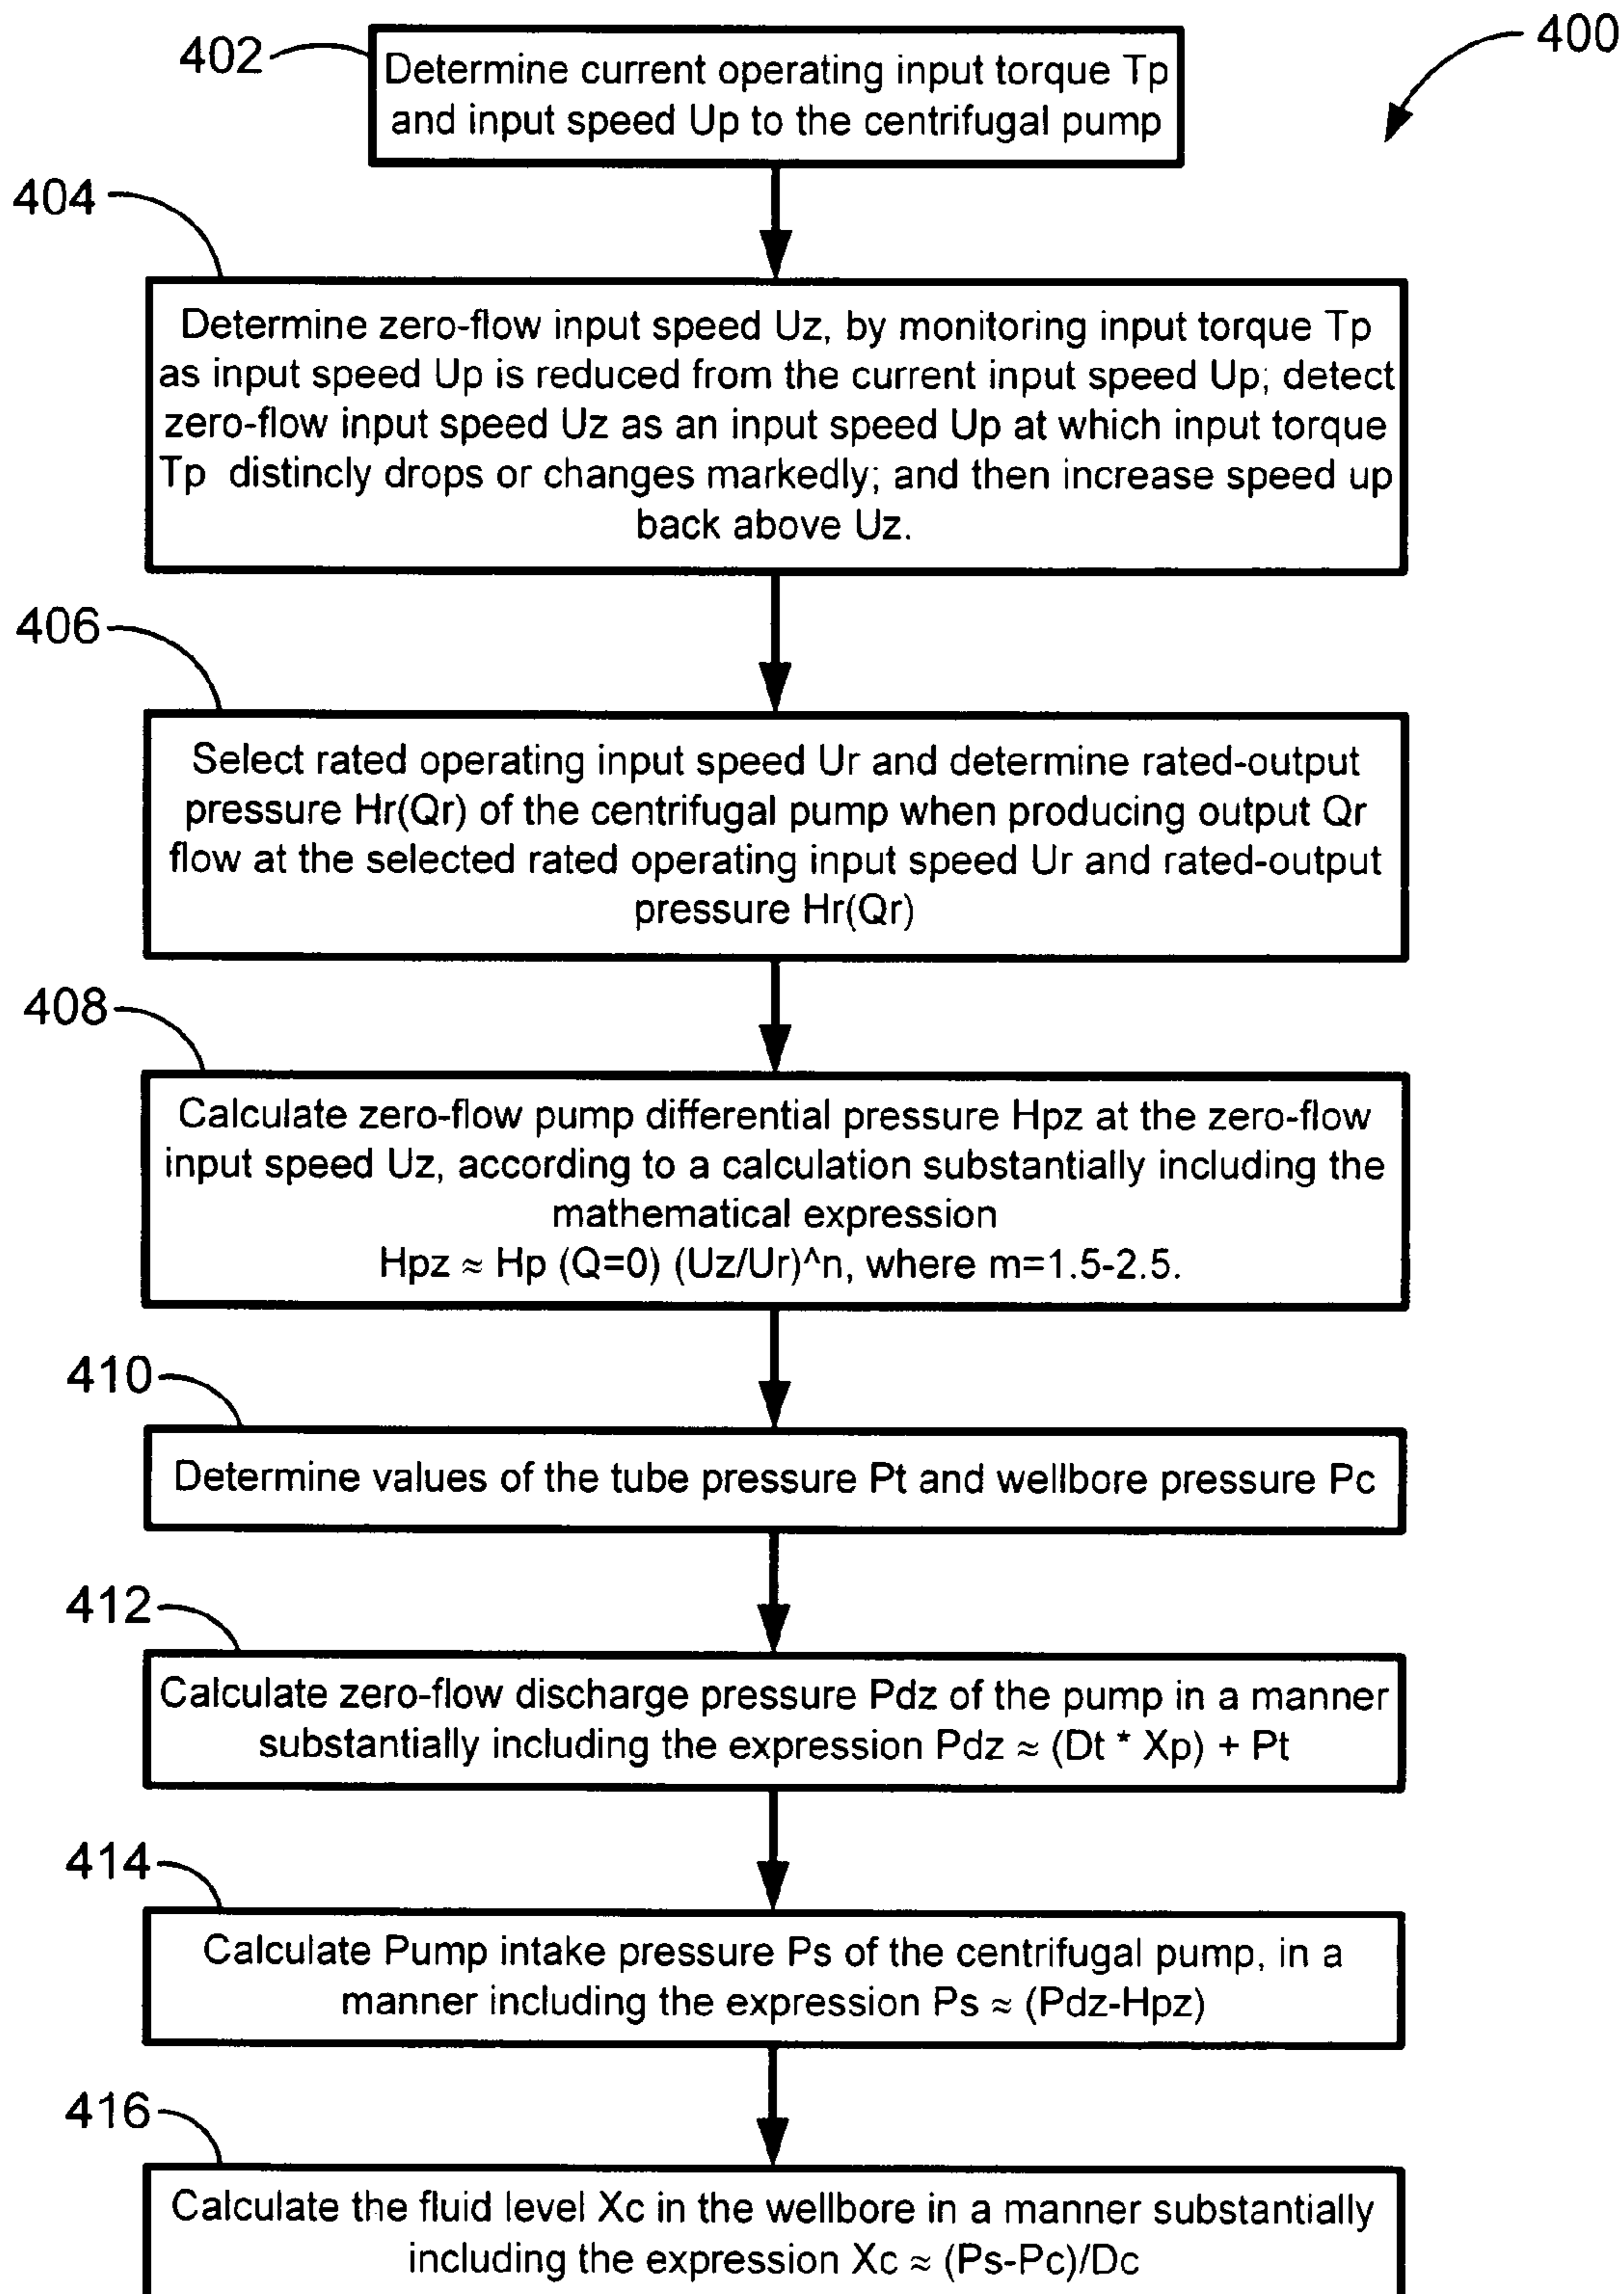 400
402
Determine current operating input torque Tp
and input speed Up to the centrifugal pump
404
Determine zero-flow input speed Uz, by monitoring input torque Tp
as input speed Up is reduced from the current input speed Up; detect
zero-flow input speed Uz as an input speed Up at which input torque
Tp distincly drops or changes markedly; and then increase speed up
back above Uz.
406
Select rated operating input speed Ur and determine rated-output
pressure Hr(Qr) of the centrifugal pump when producing output Qr
flow at the selected rated operating input speed Ur and rated-output
pressure Hr(Qr)
408
Calculate zero-flow pump differential pressure Hpz at the zero-flow
input speed Uz, according to a calculation substantially including the
mathematical expression
Hpz ≈ Hp (Q=0) (Uz/Ur)^n, where m=1.5-2.5.
410
Determine values of the tube pressure Pt and wellbore pressure Pc
412
Calculate zero-flow discharge pressure Pdz of the pump in a manner
substantially including the expression Pdz ≈ (Dt * Xp) + Pt
414
Calculate Pump intake pressure Ps of the centrifugal pump, in a
manner including the expression Ps ≈ (Pdz-Hpz)
416
Calculate the fluid level Xc in the wellbore in a manner substantially
including the expression Xc ≈ (Ps-Pc)/Dc